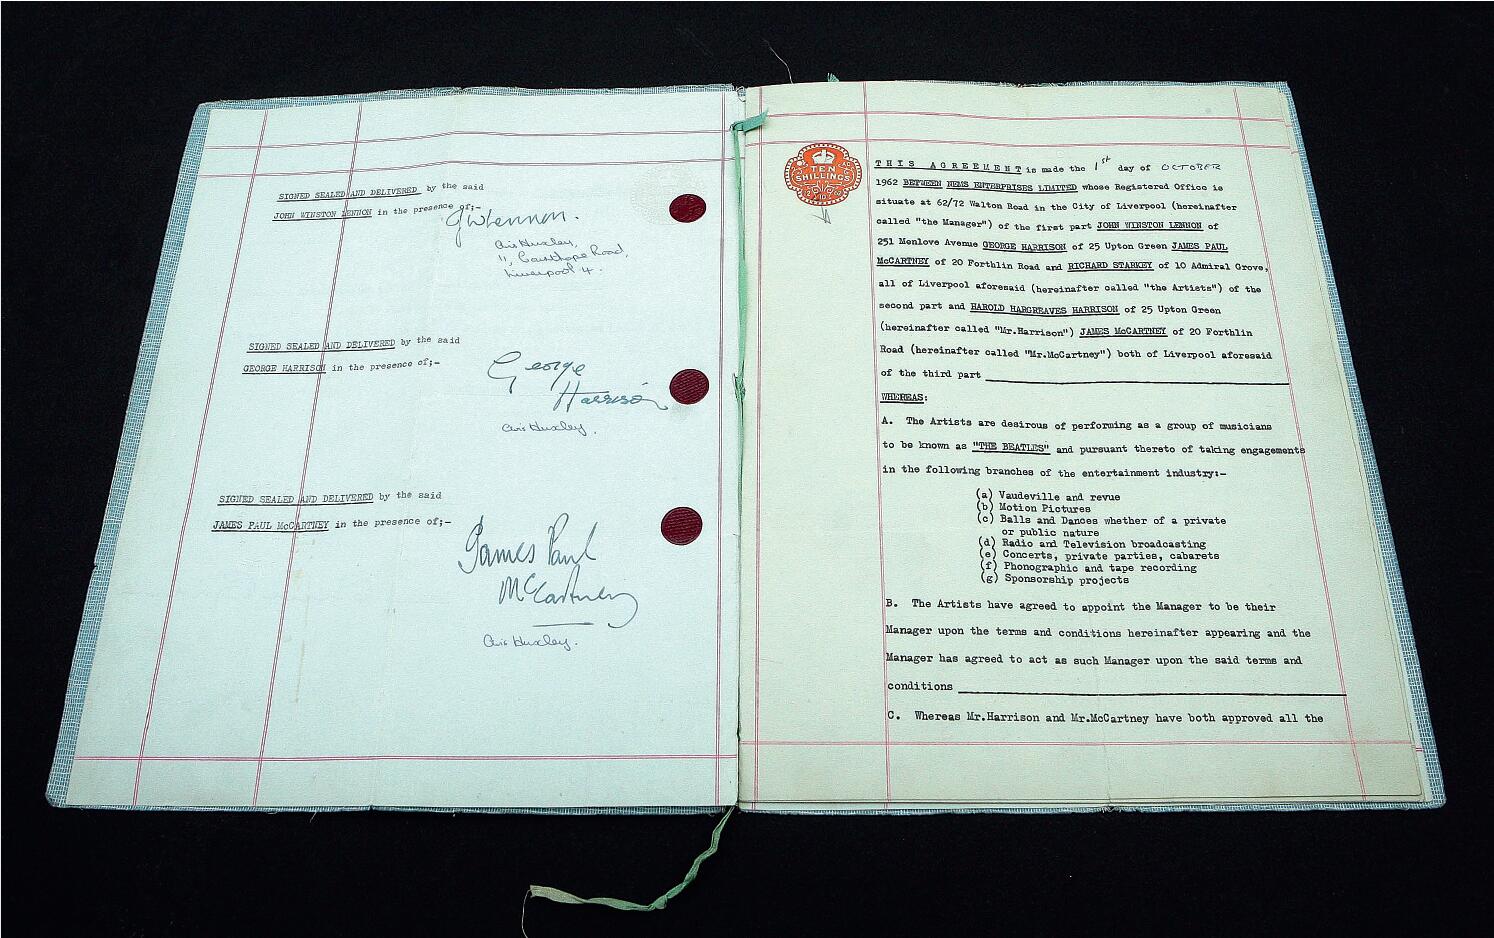 SIGNED SEALED AND DELIVERED by the said
JOHN WINSTON LENNON in the presence of;-
JWLennon.
Avis Huxley,
11, Road,
Liverpool 4.
SIGNED SEALED AND DELIVERED by the said
GEORGE HARRISON in the presence of;-
George
Harrison
Avis Huxley.
SIGNED SEALED AND DELIVERED by the said
JAMES PAUL McCARTNEY in the presence of;-
James Paul
McCartney
Avis Huxley.
TEN
SHILLINGS
THIS AGREEMENT is made the 1st day of OCTOBER
1962 BETWEEN NEMS ENTERPRISES LIMITED whose Registered Office is
situate at 62/72 Walton Road in the City of Liverpool (hereinafter
called "the Manager") of the first part JOHN WINSTON LENNON of
251 Menlove Avenue GEORGE HARRISON of 25 Upton Green JAMES PAUL
McCARTNEY of 20 Forthlin Road and RICHARD STARKEY of 10 Admiral Grove,
all of Liverpool aforesaid (hereinafter called "the Artists") of the
second part and HAROLD HARGREAVES HARRISON of 25 Upton Green
(hereinafter called "Mr.Harrison") JAMES McCARTNEY of 20 Forthlin
Road (hereinafter called "Mr.McCartney") both of Liverpool aforesaid
of the third part
WHEREAS:
A. The Artists are desirous of performing as a group of musicians
to be known as "THE BEATLES" and pursuant thereto of taking engagements
in the following branches of the entertainment industry:-
(a) Vaudeville and revue
(b) Motion Pictures
(c) Balls and Dances whether of a private
or public nature
(d) Radio and Television broadcasting
(e) Concerts, private parties, cabarets
(f) Phonographic and tape recording
(g) Sponsorship projects
B. The Artists have agreed to appoint the Manager to be their
Manager upon the terms and conditions hereinafter appearing and the
Manager has agreed to act as such Manager upon the said terms and
conditions
C. Whereas Mr.Harrison and Mr.McCartney have both approved all the